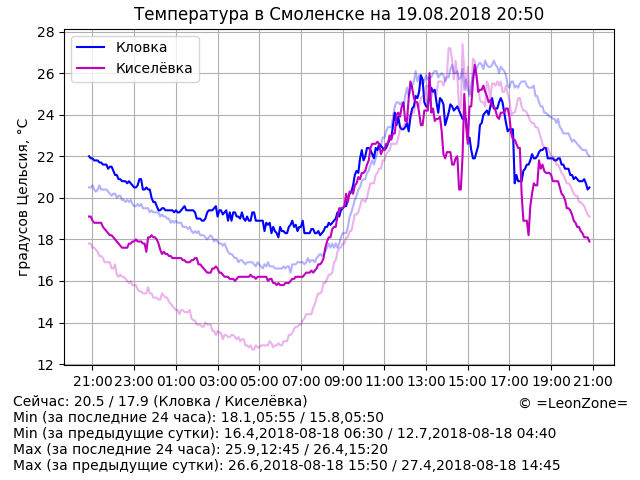 Температура в Смоленске на 19.08.2018 20:50
градусов Цельсия, °C
28
26
24
22
20
18
16
14
12
Кловка
Киселёвка
21:00 23:00 01:00 03:00 05:00 07:00 09:00 11:00 13:00 15:00 17:00 19:00 21:00
Сейчас: 20.5 / 17.9 (Кловка / Киселёвка)
© =LeonZone=
Min (за последние 24 часа): 18.1,05:55 / 15.8,05:50
Min (за предыдущие сутки): 16.4,2018-08-18 06:30 / 12.7,2018-08-18 04:40
Max (за последние 24 часа): 25.9,12:45 / 26.4,15:20
Max (за предыдущие сутки): 26.6,2018-08-18 15:50 / 27.4,2018-08-18 14:45